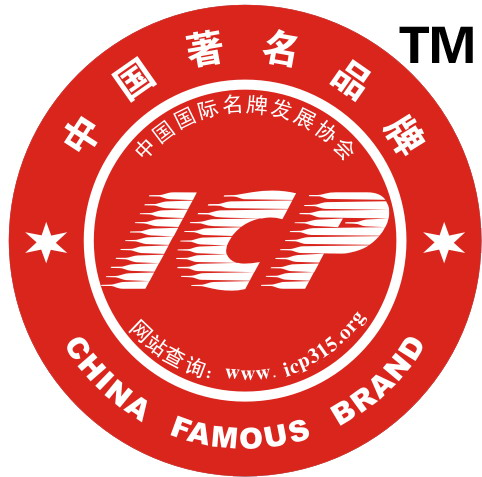 TM
中国著名品牌
中国国际名牌发展协会
ICP
网站查询: www.icp315.org
CHINA FAMOUS BRAND